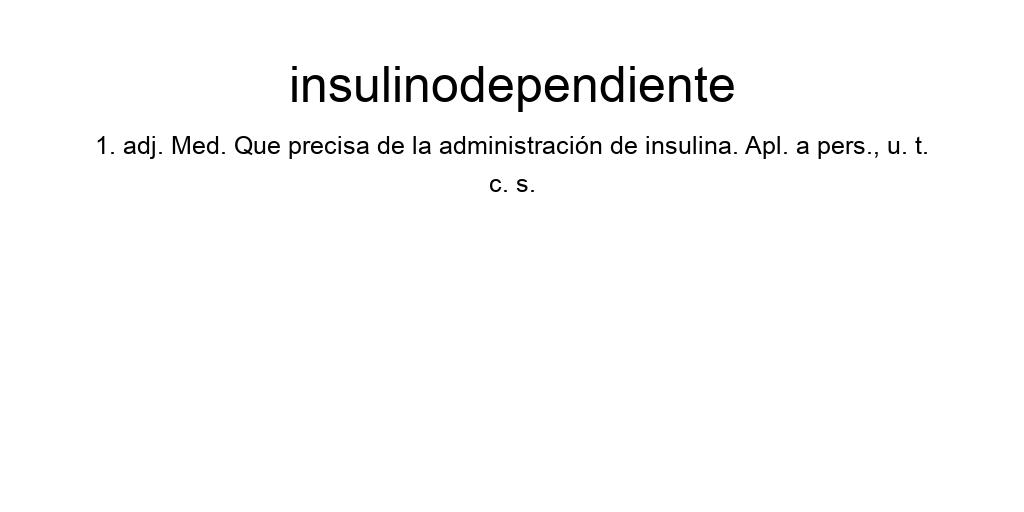 insulinodependiente
1. adj. Med. Que precisa de la administración de insulina. Apl. a pers., u. t.
c. s.